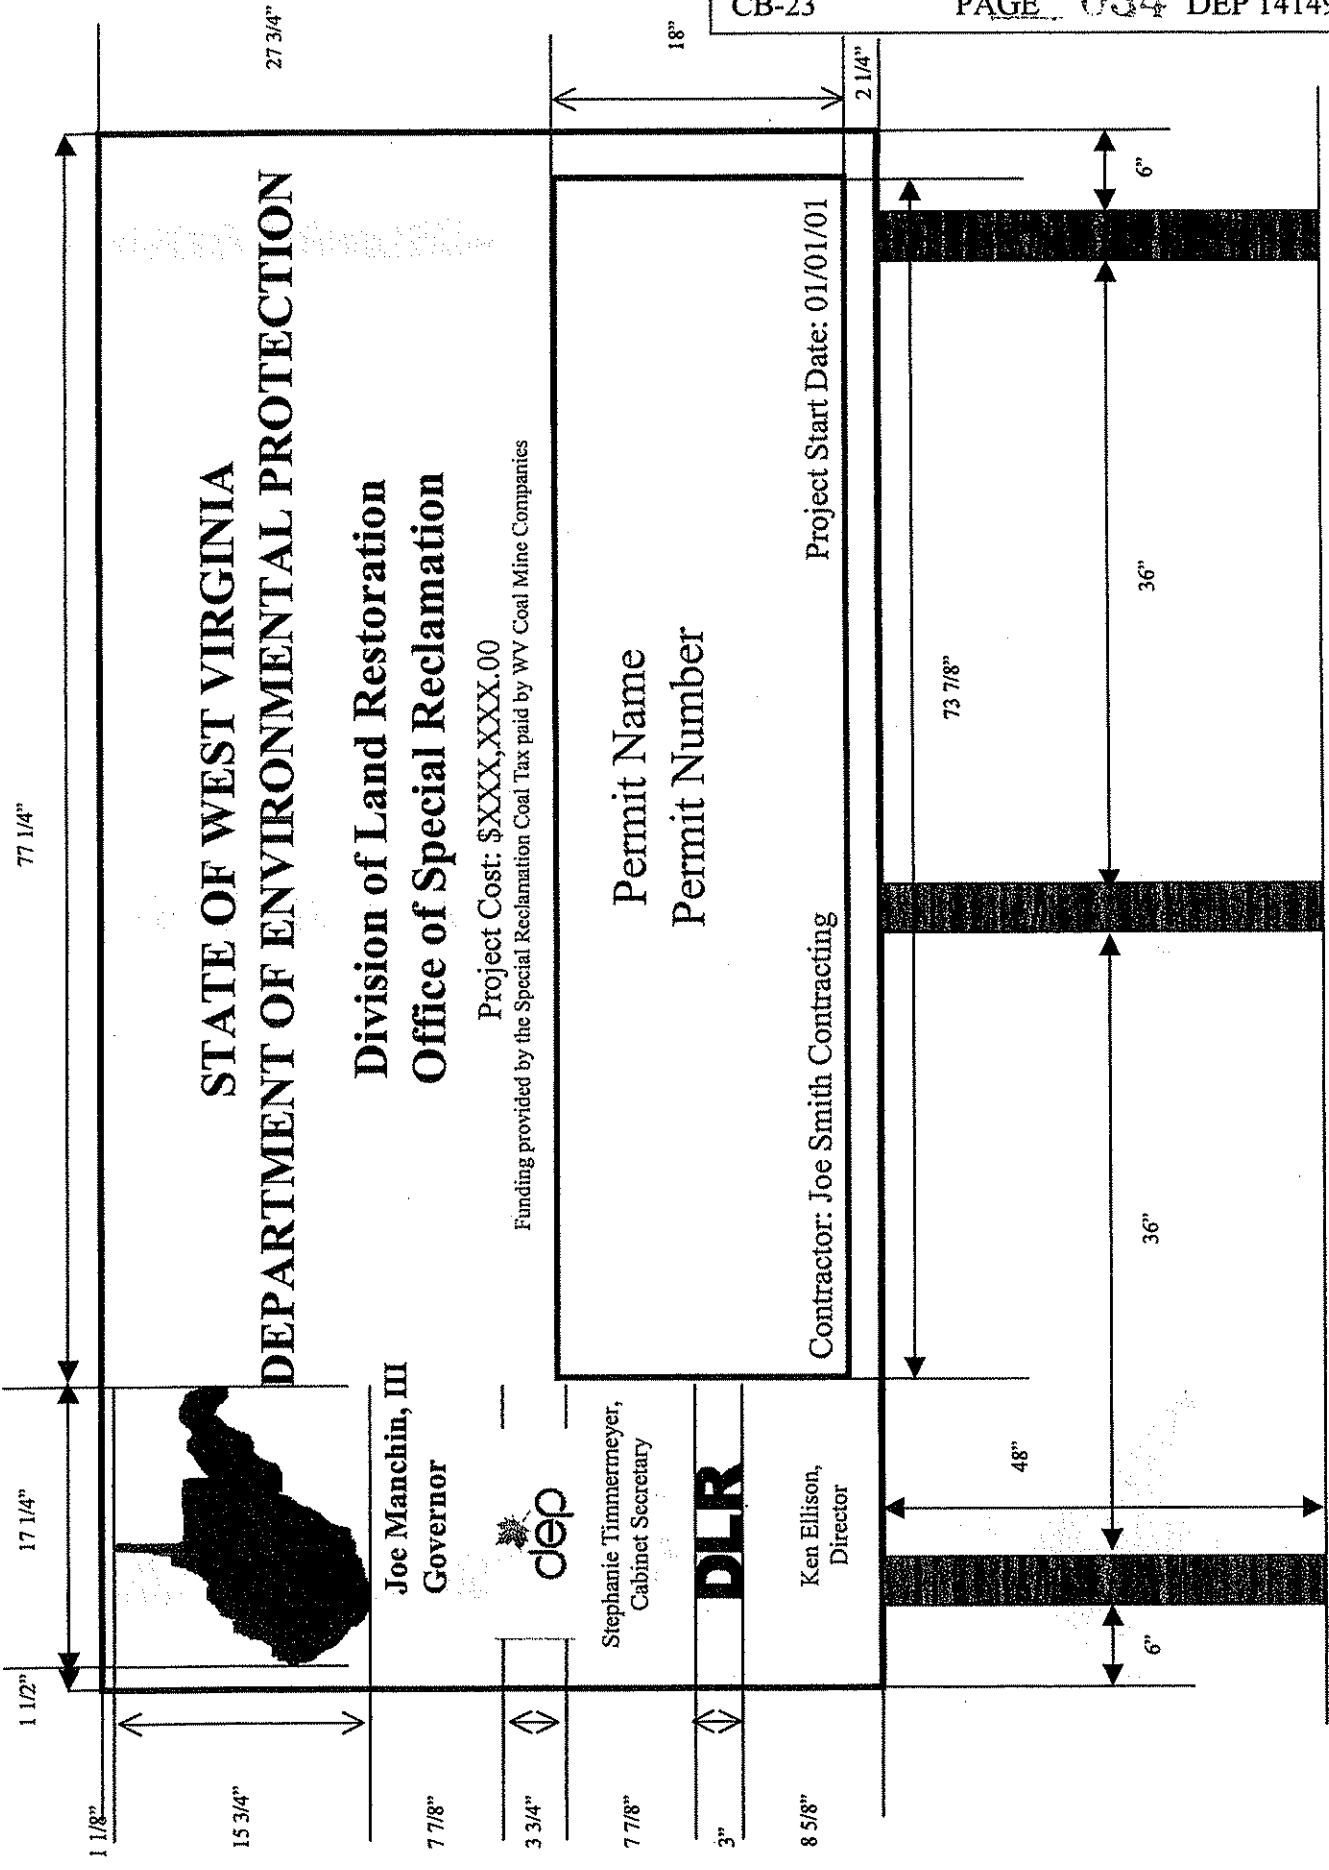 CB-23 PAGE 034 DEP 14149
STATE OF WEST VIRGINIA
DEPARTMENT OF ENVIRONMENTAL PROTECTION
Division of Land Restoration
Office of Special Reclamation
Project Cost: $XXX,XXX.00
Funding provided by the Special Reclamation Coal Tax paid by WV Coal Mine Companies
Permit Name
Permit Number
Contractor: Joe Smith Contracting
Project Start Date: 01/01/01
Joe Manchin, III
Governor
dep
Stephanie Timmermeyer,
Cabinet Secretary
DLR
Ken Ellison,
Director
1 1/2"
17 1/4"
77 1/4"
27 3/4"
18"
2 1/4"
1 1/8"
15 3/4"
7 7/8"
3 3/4"
7 7/8"
3"
8 5/8"
73 7/8"
48"
6"
36"
36"
6"